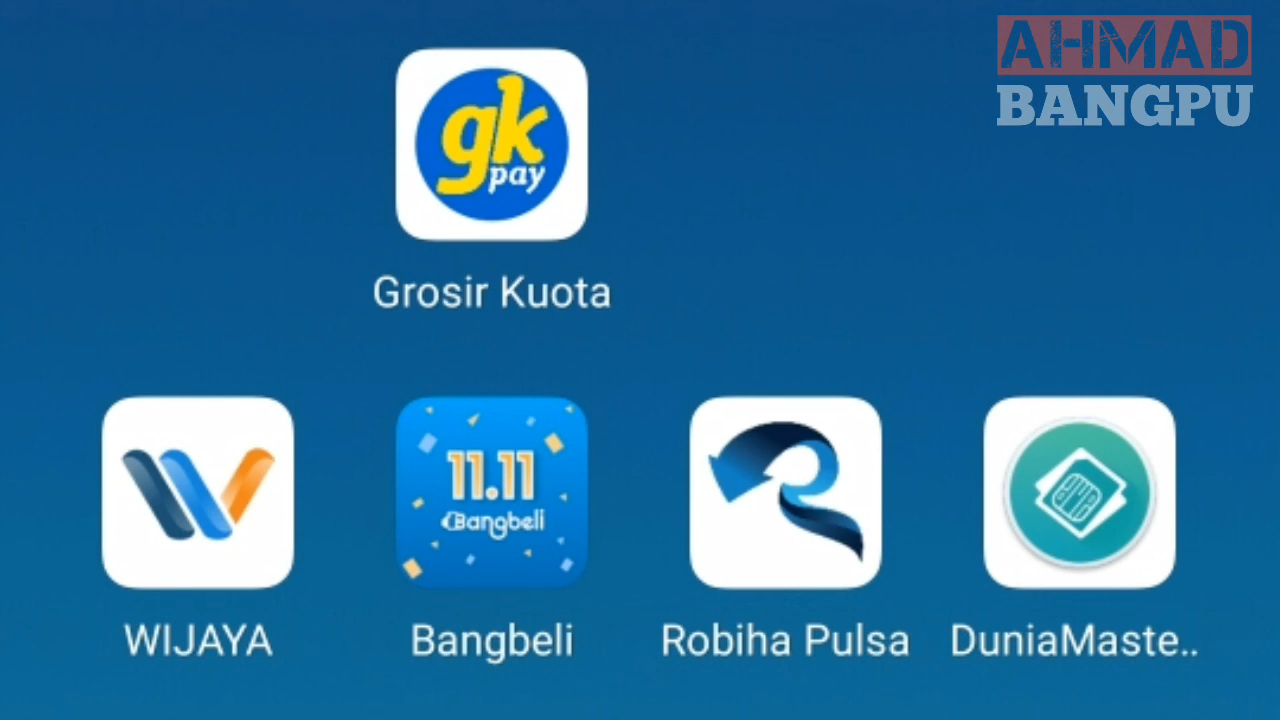 AHMAD
BANGPU
gk
pay
Grosir Kuota
11.11
Bangbeli
WIJAYA
Bangbeli
Robiha Pulsa
DuniaMaste..